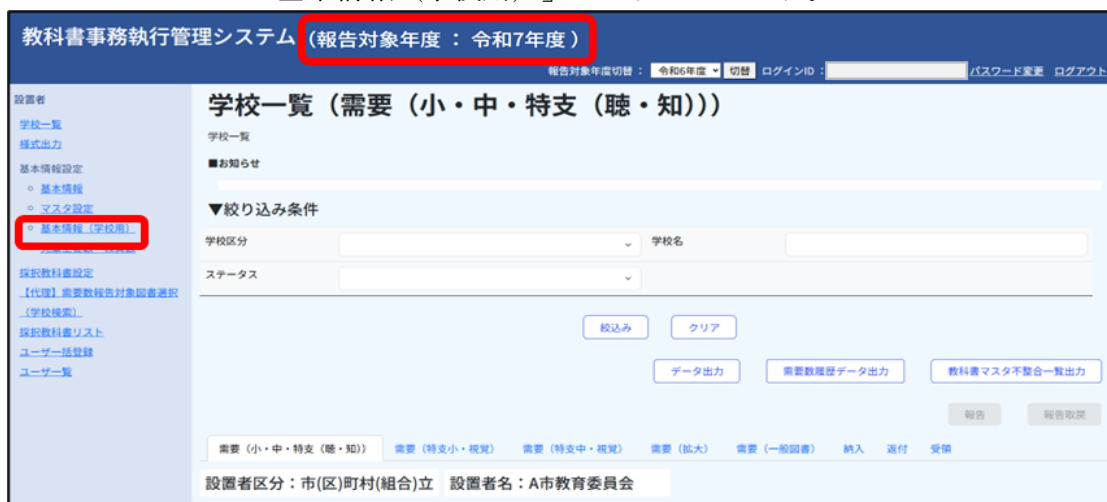 教科書事務執行管理システム（報告対象年度 ： 令和7年度 ）
報告対象年度切替： 令和6年度 切替 ログインID： パスワード変更 ログアウト
設置者
学校一覧
様式出力
基本情報設定
基本情報
マスタ設定
基本情報（学校用）
採択教科書設定
【代理】需要数報告対象図書選択
（学校検索）
採択教科書リスト
ユーザー括登録
ユーザー覧
学校一覧（需要（小・中・特支（聴・知）））
学校一覧
■お知らせ
▼絞り込み条件
学校区分 学校名
ステータス
絞込み クリア
データ出力 需要数履歴データ出力 教科書マスタ不整合一覧出力
報告 報告取戻
需要（小・中・特支（聴・知）） 需要（特支小・視覚） 需要（特支中・視覚） 需要（拡大） 需要（一般図書） 納入 返付 受領
設置者区分：市(区)町村(組合)立 設置者名：A市教育委員会